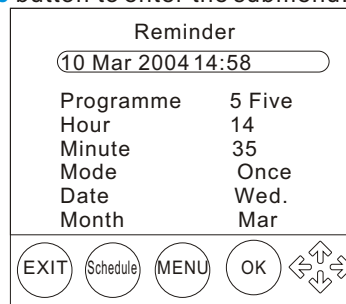 button to enter the submenu.
Reminder
10 Mar 2004 14:58
Programme 5 Five
Hour 14
Minute 35
Mode Once
Date Wed.
Month Mar
EXIT Schedule MENU OK